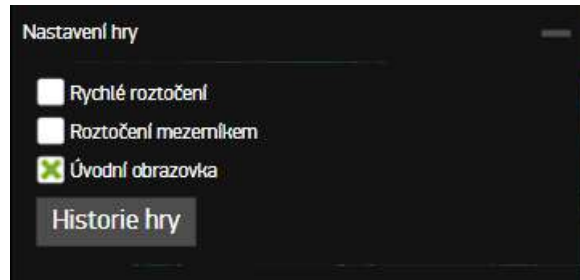 Nastavení hry
Rychlé roztočení
Roztočení mezerníkem
Úvodní obrazovka
Historie hry